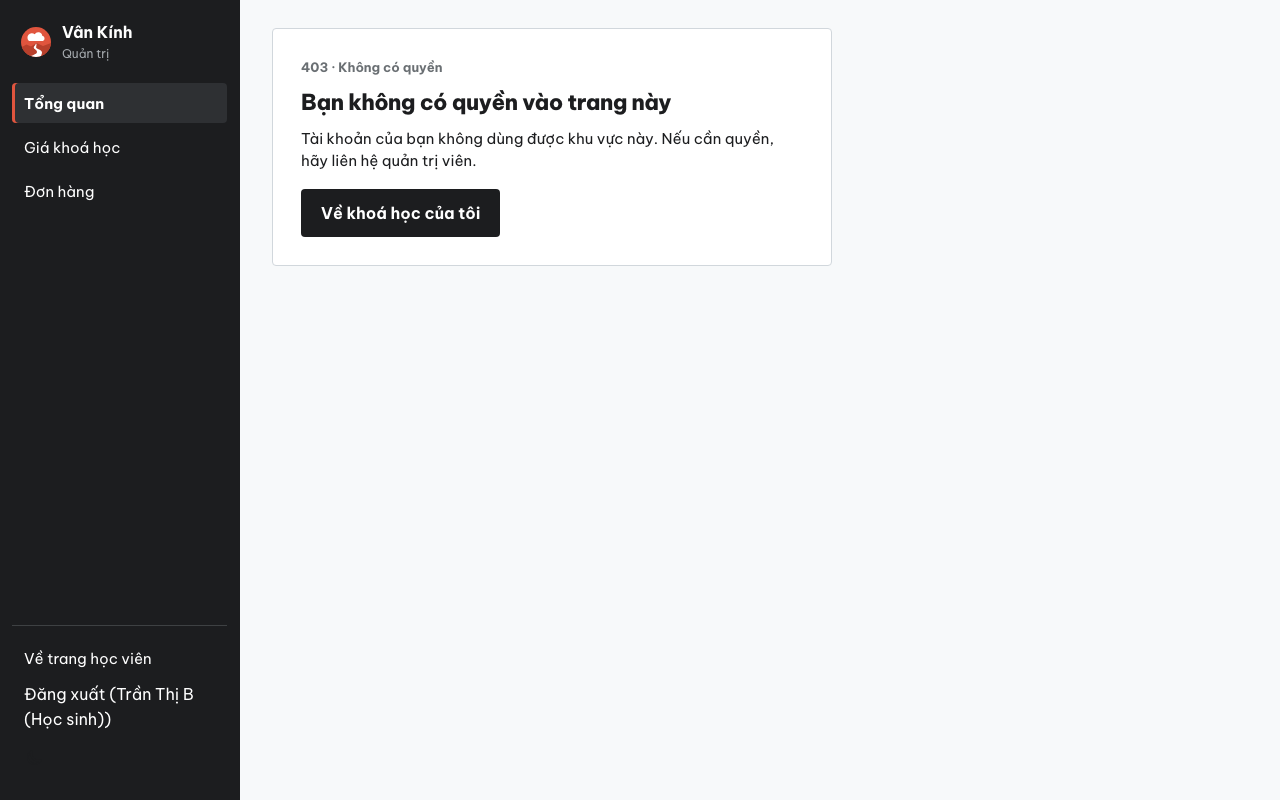 Vân Kính
Quản trị
Tổng quan
Giá khoá học
Đơn hàng
Về trang học viên
Đăng xuất (Trần Thị B
(Học sinh))
403 · Không có quyền
Bạn không có quyền vào trang này
Tài khoản của bạn không dùng được khu vực này. Nếu cần quyền,
hãy liên hệ quản trị viên.
Về khoá học của tôi